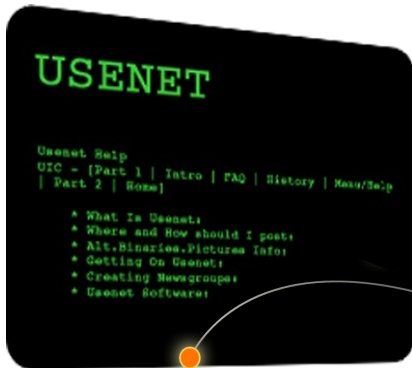 USENET
Usenet Help
UIC - [Part 1 | Intro | FAQ | History | Menu/Help
| Part 2 | Home]
* What Is Usenet:
* Where and How should I post:
* Alt.Binaries.Pictures Info:
* Getting On Usenet:
* Creating Newsgroups:
* Usenet Software: